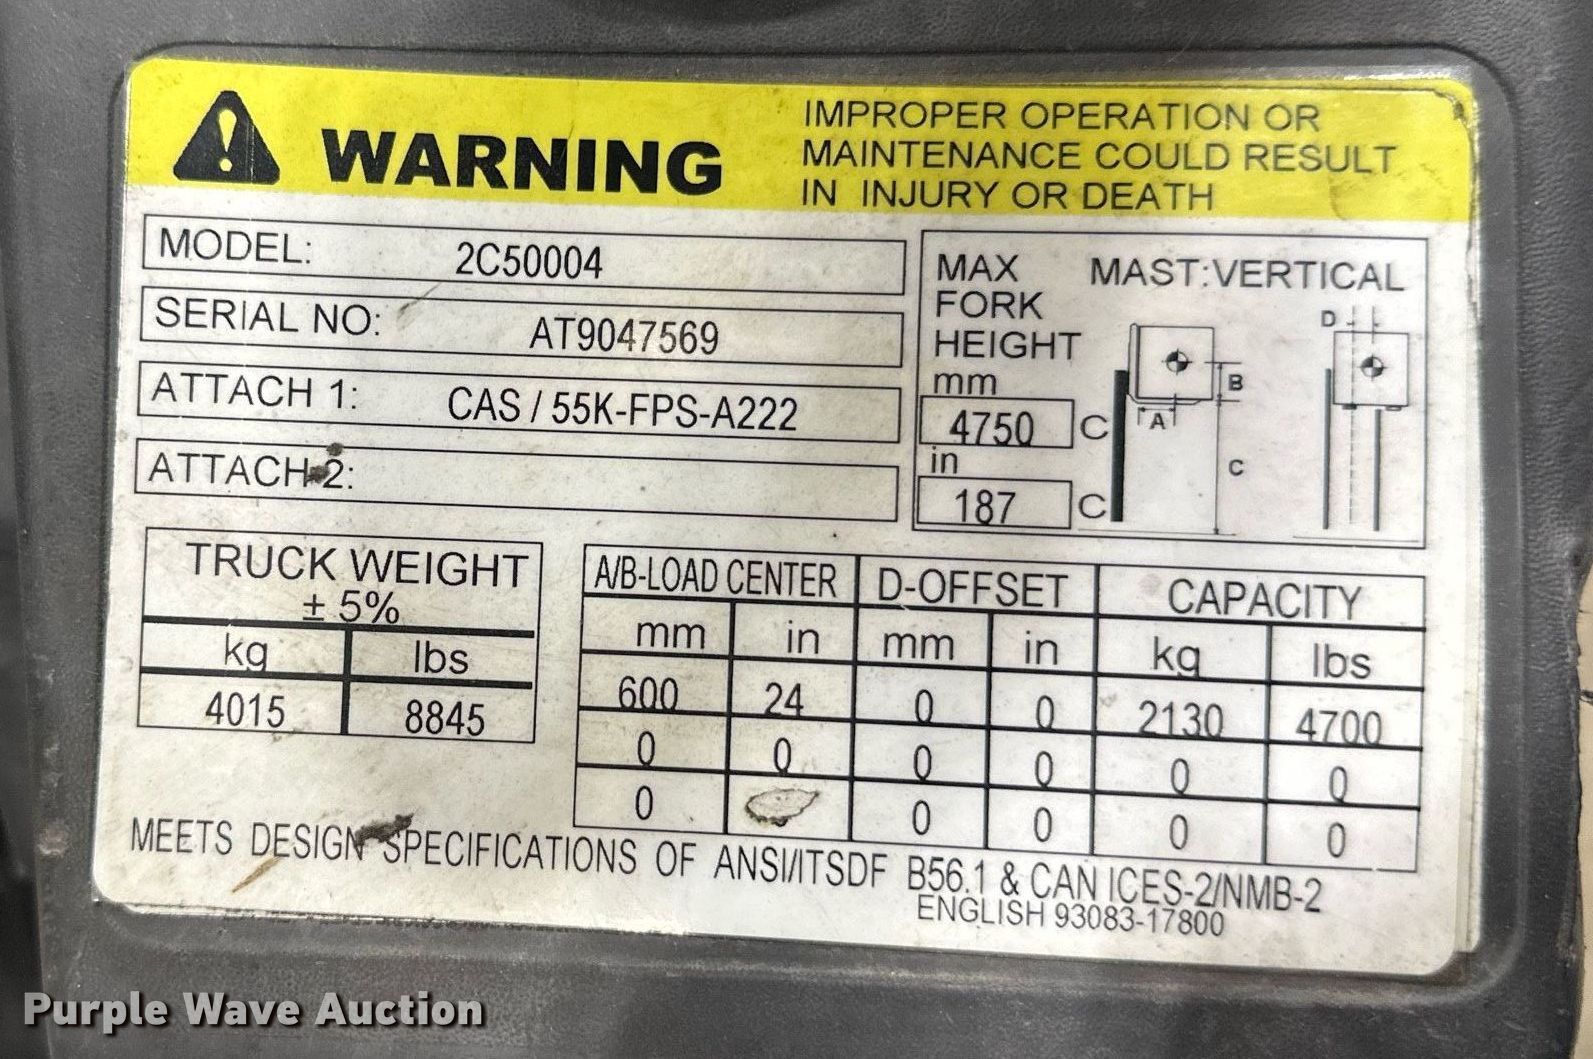 WARNING
IMPROPER OPERATION OR
MAINTENANCE COULD RESULT
IN INJURY OR DEATH
MODEL: 2C50004
SERIAL NO: AT9047569
ATTACH 1: CAS / 55K-FPS-A222
ATTACH 2:
MAX FORK HEIGHT
MAST:VERTICAL
mm
4750 C
in
187 C
A
B
C
D
TRUCK WEIGHT
± 5%
kg lbs
4015 8845
A/B-LOAD CENTER D-OFFSET CAPACITY
mm in mm in kg lbs
600 24 0 0 2130 4700
0 0 0 0 0 0
0 0 0 0 0
MEETS DESIGN SPECIFICATIONS OF ANSI/ITSDF B56.1 & CAN ICES-2/NMB-2
ENGLISH 93083-17800
Purple Wave Auction